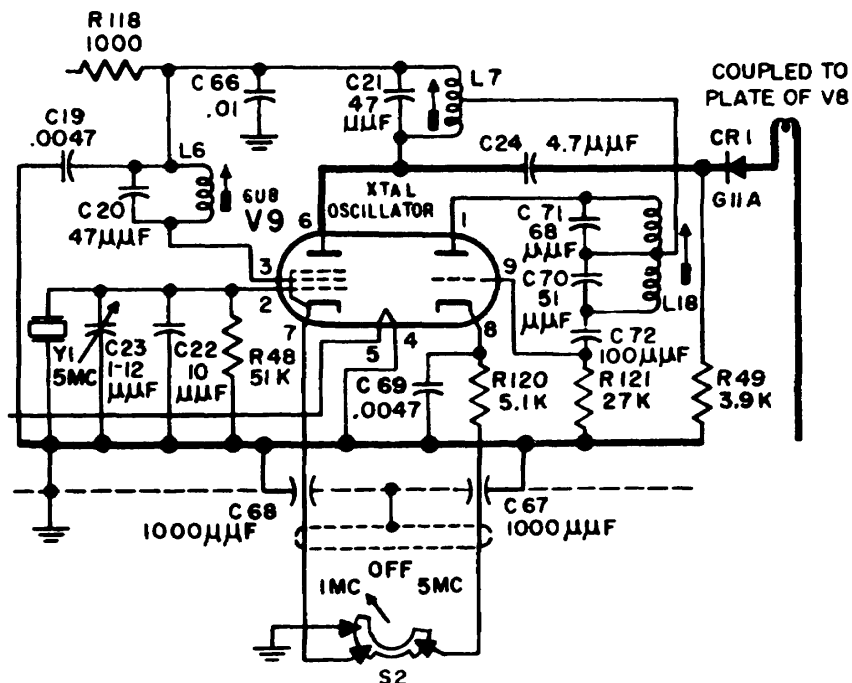 R118
1000
C66
.01
C21
47
μμF
L7
COUPLED TO
PLATE OF V8
C19
.0047
L6
C24
4.7μμF
CR1
G11A
C20
47μμF
6U8
V9
XTAL
OSCILLATOR
6
1
C71
68
μμF
3
2
9
C70
51
μμF
L18
7
5
4
8
Y1
5MC
C23
1-12
μμF
C22
10
μμF
R48
51K
C69
.0047
R120
5.1K
C72
100μμF
R121
27K
R49
3.9K
C68
1000μμF
C67
1000μμF
1MC
OFF
5MC
S2